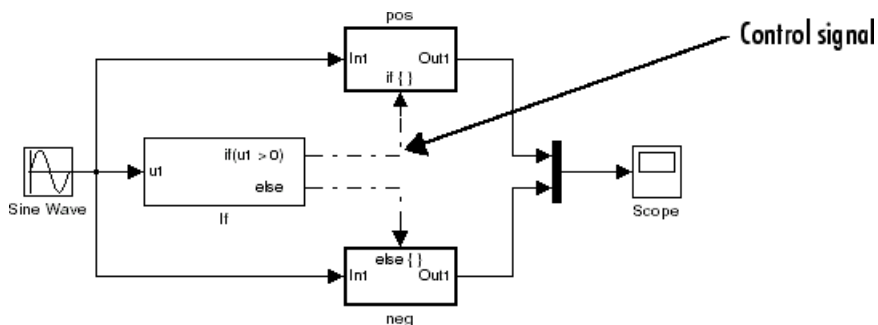 pos
Control signal
In1
Out1
if { }
if(u1 > 0)
u1
else
Sine Wave
If
Scope
else { }
In1
Out1
neg